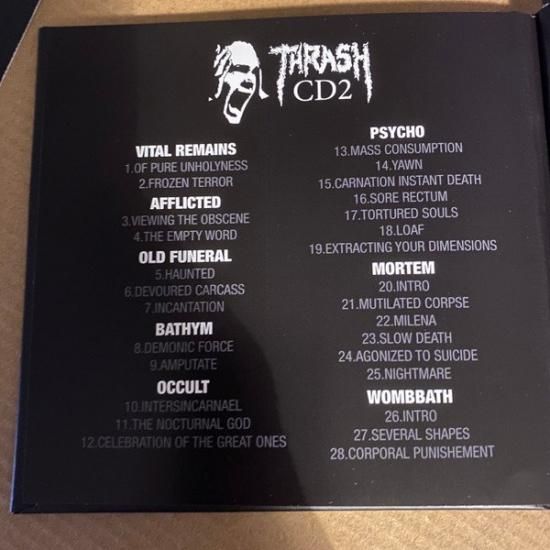 THRASH
CD2
VITAL REMAINS
1.OF PURE UNHOLYNESS
2.FROZEN TERROR
AFFLICTED
3.VIEWING THE OBSCENE
4.THE EMPTY WORD
OLD FUNERAL
5.HAUNTED
6.DEVOURED CARCASS
7.INCANTATION
BATHYM
8.DEMONIC FORCE
9.AMPUTATE
OCCULT
10.INTERSINCARNAEL
11.THE NOCTURNAL GOD
12.CELEBRATION OF THE GREAT ONES
PSYCHO
13.MASS CONSUMPTION
14.YAWN
15.CARNATION INSTANT DEATH
16.SORE RECTUM
17.TORTURED SOULS
18.LOAF
19.EXTRACTING YOUR DIMENSIONS
MORTEM
20.INTRO
21.MUTILATED CORPSE
22.MILENA
23.SLOW DEATH
24.AGONIZED TO SUICIDE
25.NIGHTMARE
WOMBBATH
26.INTRO
27.SEVERAL SHAPES
28.CORPORAL PUNISHEMENT